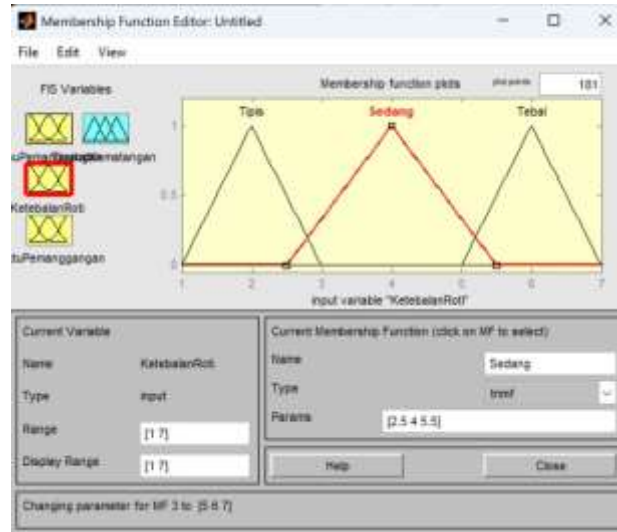 Membership Function Editor: Untitled
File Edit View
FIS Variables
Membership function plots
plot points:
181
Tipis
Sedang
Tebal
1
0.5
0
1 2 3 4 5 6 7
input variable "KetebalanRoti"
KetebalanRoti
Current Variable
Name KetebalanRoti
Type input
Range [1 7]
Display Range [1 7]
Current Membership Function (click on MF to select)
Name Sedang
Type trimf
Params [2.5 4 5.5]
Help Close
Changing parameter for MF 3 to [5 6 7]